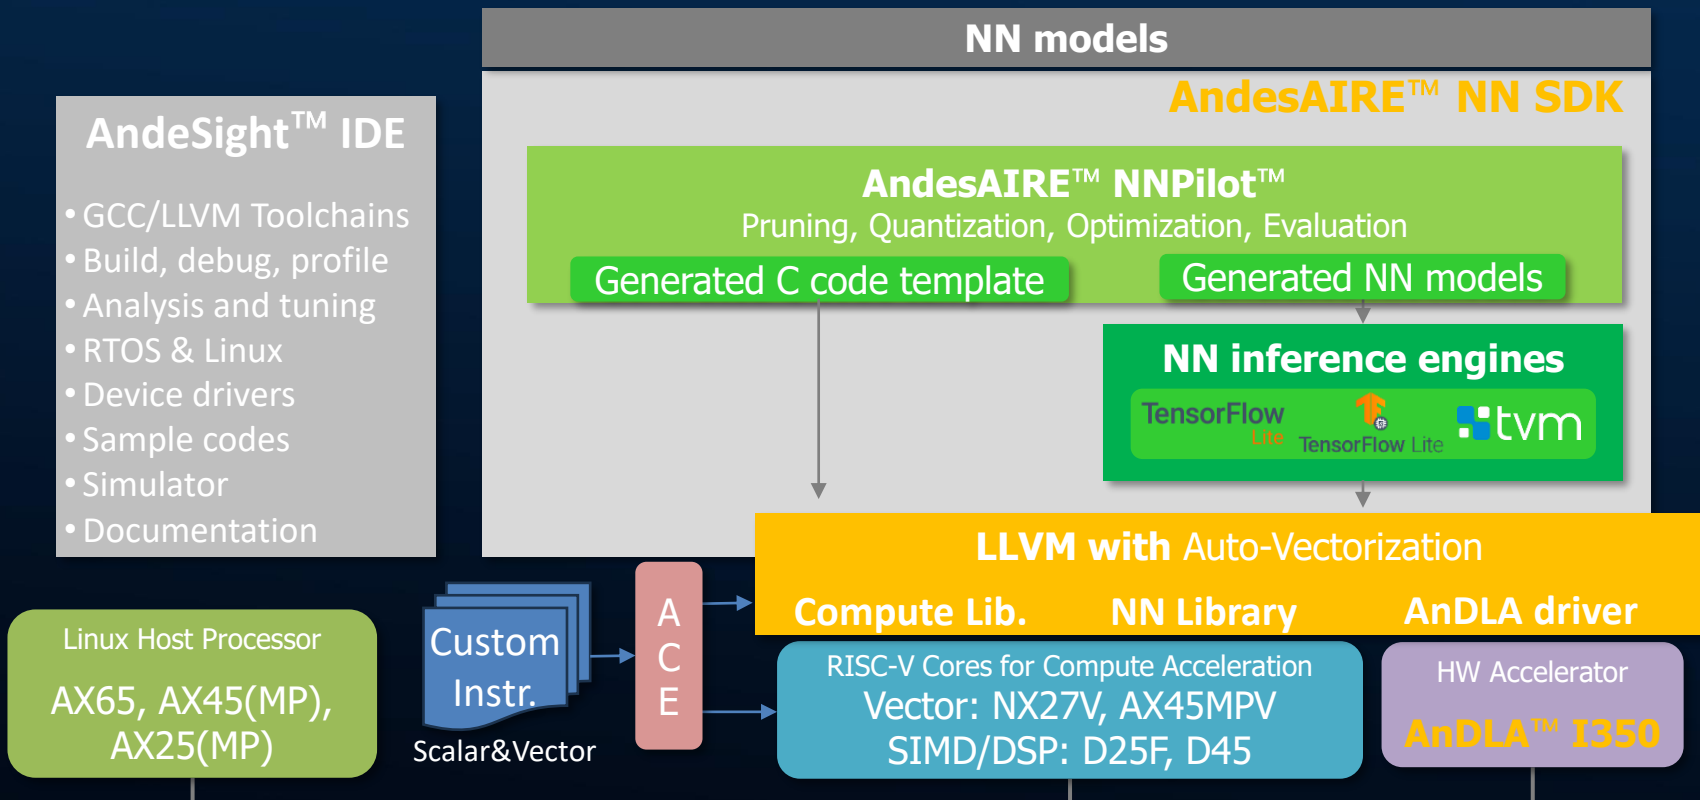 NN models
AndesAIRE™ NN SDK
AndeSight™ IDE
• GCC/LLVM Toolchains
• Build, debug, profile
• Analysis and tuning
• RTOS & Linux
• Device drivers
• Sample codes
• Simulator
• Documentation
AndesAIRE™ NNPilot™
Pruning, Quantization, Optimization, Evaluation
Generated C code template
Generated NN models
NN inference engines
TensorFlow
Lite
TensorFlow Lite
tvm
LLVM with Auto-Vectorization
Compute Lib.
NN Library
AnDLA driver
Linux Host Processor
AX65, AX45(MP),
AX25(MP)
Custom
Instr.
Scalar&Vector
A
C
E
RISC-V Cores for Compute Acceleration
Vector: NX27V, AX45MPV
SIMD/DSP: D25F, D45
HW Accelerator
AnDLA™ I350